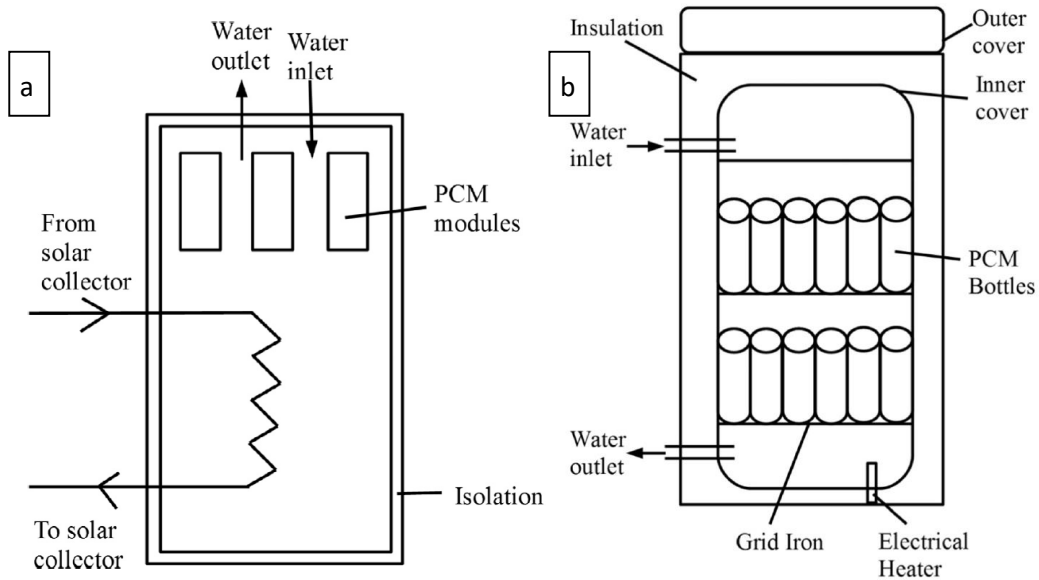 a
Water
outlet
Water
inlet
PCM
modules
From
solar
collector
To solar
collector
Isolation
b
Insulation
Outer
cover
Inner
cover
Water
inlet
PCM
Bottles
Water
outlet
Grid Iron
Electrical
Heater